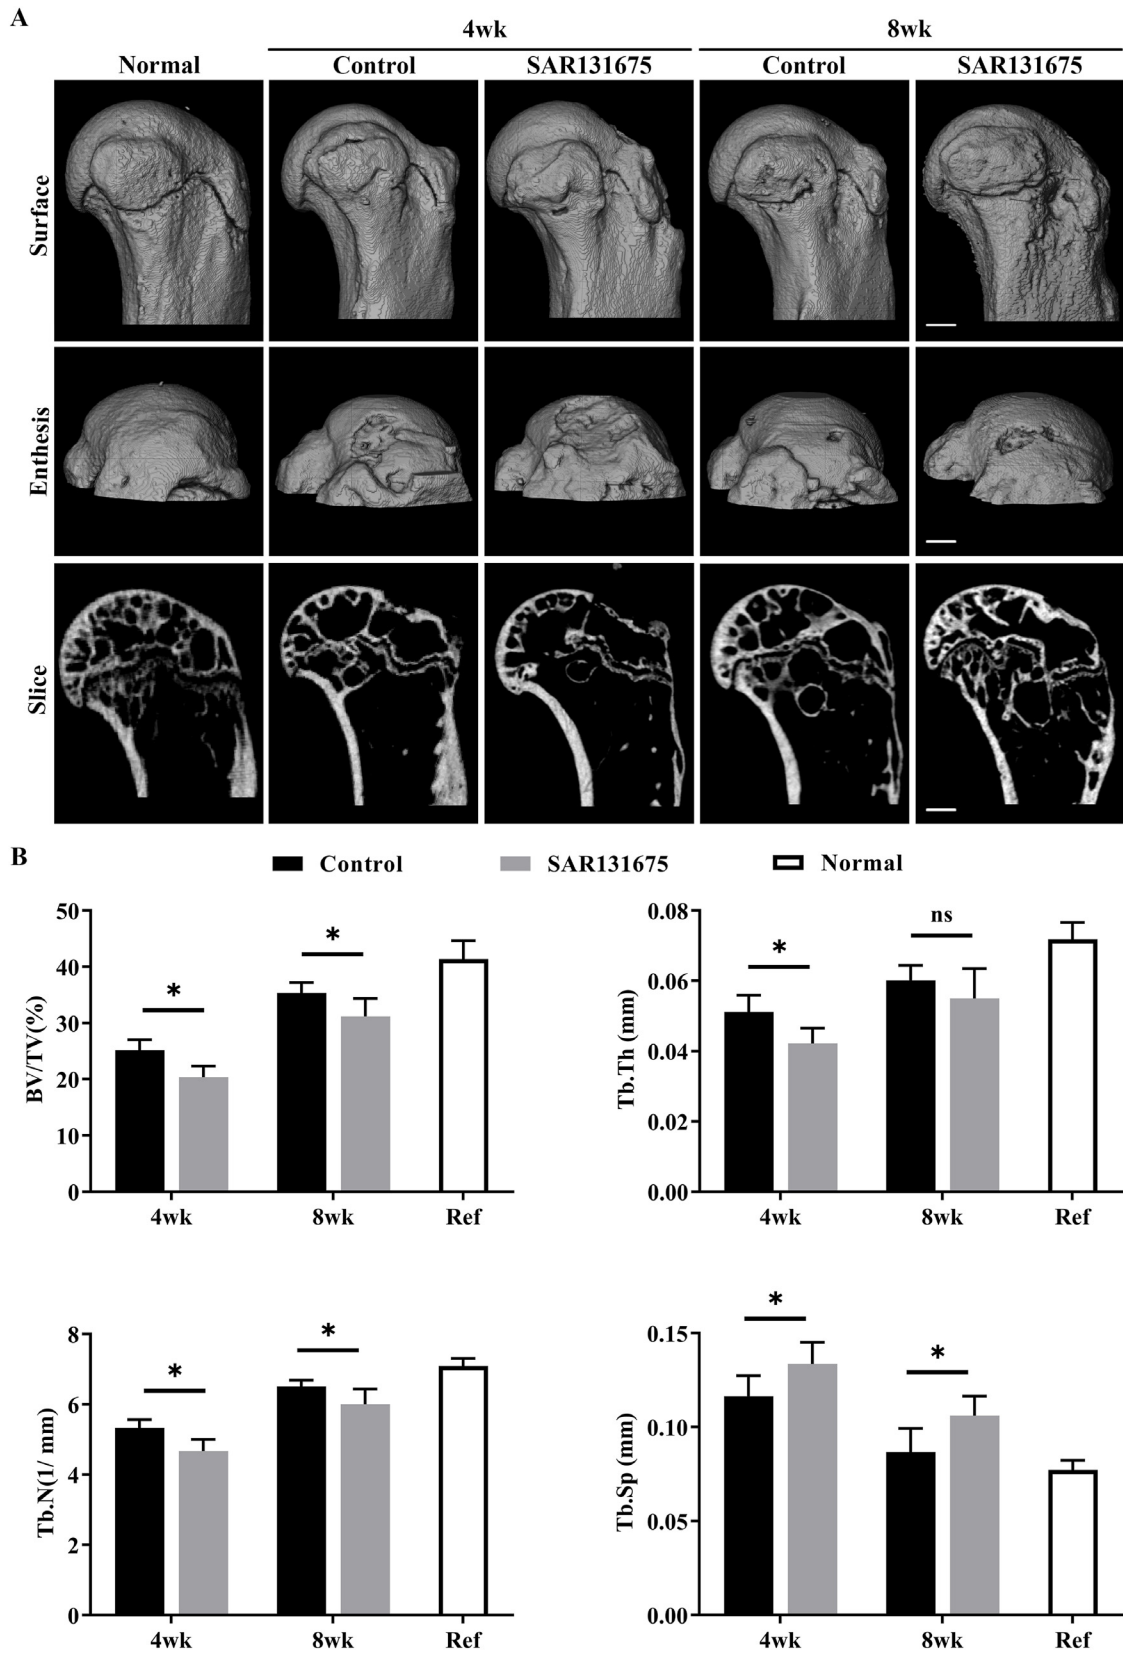 A
4wk 8wk
Normal Control SAR131675 Control SAR131675
Surface
Enthesis
Slice
B
Control SAR131675 Normal
BV/TV(%)
50
40
30
20
10
0
*
*
4wk 8wk Ref
Tb.Th (mm)
0.08
0.06
0.04
0.02
0.00
*
ns
4wk 8wk Ref
Tb.N(1/ mm)
8
6
4
2
0
*
*
4wk 8wk Ref
Tb.Sp (mm)
0.15
0.10
0.05
0.00
*
*
4wk 8wk Ref